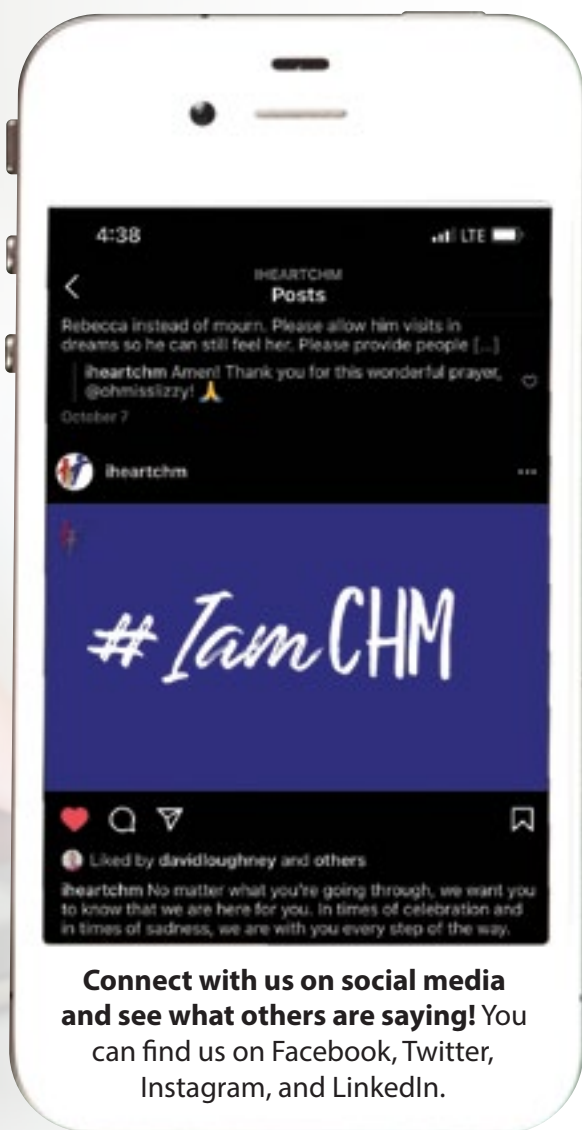 4:38
LTE
IHEARTCHM
Posts
Rebecca instead of mourn. Please allow him visits in
dreams so he can still feel her. Please provide people [...]
iheartchm Amen! Thank you for this wonderful prayer,
@ohmisslizzy! 🙏
October 7
iheartchm
# I am CHM
Liked by davidloughney and others
iheartchm No matter what you're going through, we want you
to know that we are here for you. In times of celebration and
in times of sadness, we are with you every step of the way.
Connect with us on social media
and see what others are saying! You
can find us on Facebook, Twitter,
Instagram, and LinkedIn.